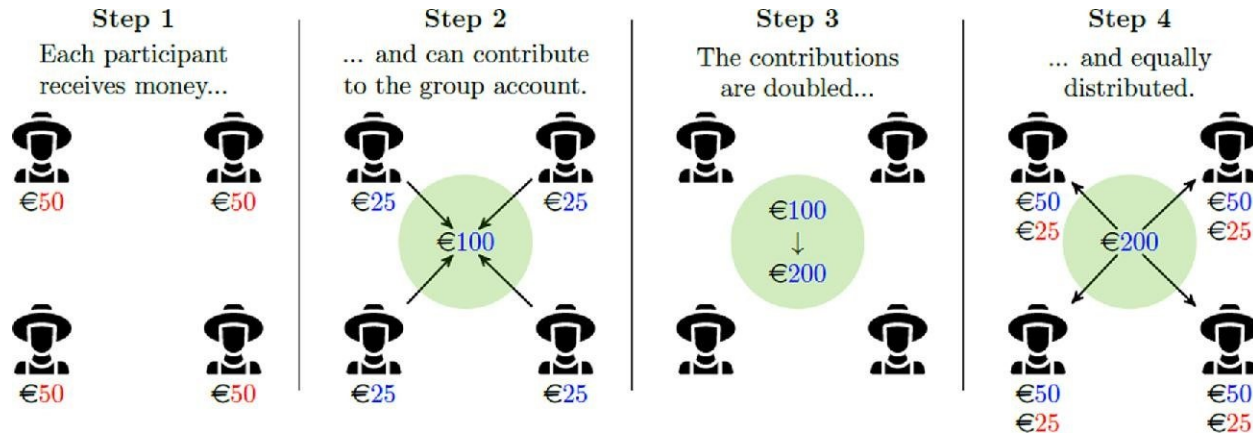 Step 1
Each participant
receives money...
€50
€50
€50
€50
Step 2
... and can contribute
to the group account.
€25
€25
€100
€25
€25
Step 3
The contributions
are doubled...
€100
↓
€200
Step 4
... and equally
distributed.
€50
€25
€50
€25
€200
€50
€25
€50
€25